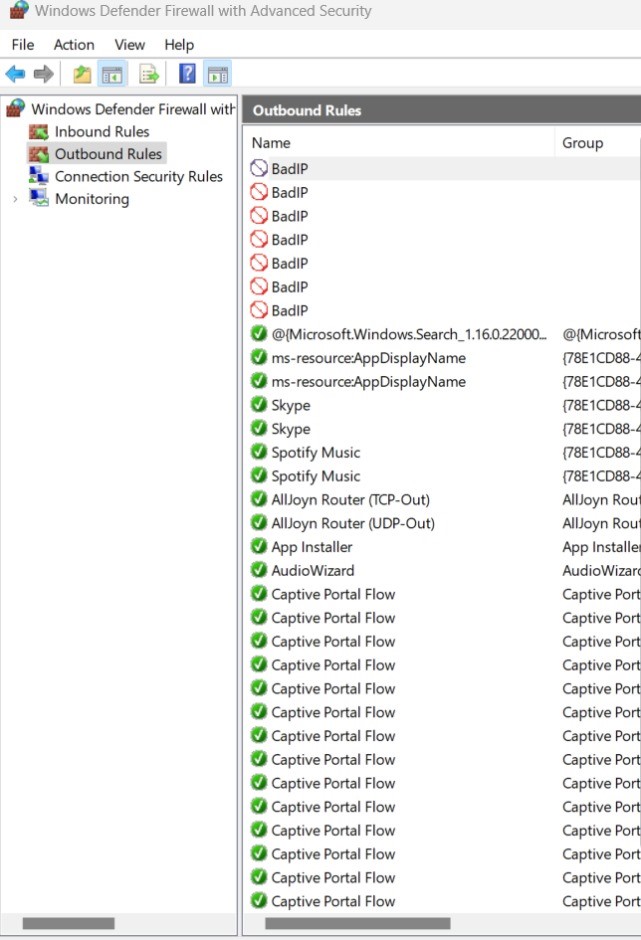 Windows Defender Firewall with Advanced Security
File Action View Help
Windows Defender Firewall with
Inbound Rules
Outbound Rules
Connection Security Rules
Monitoring
Outbound Rules
Name Group
BadIP
BadIP
BadIP
BadIP
BadIP
BadIP
BadIP
@{Microsoft.Windows.Search_1.16.0.22000... @{Microsoft
ms-resource:AppDisplayName {78E1CD88-4
ms-resource:AppDisplayName {78E1CD88-4
Skype {78E1CD88-4
Skype {78E1CD88-4
Spotify Music {78E1CD88-4
Spotify Music {78E1CD88-4
AllJoyn Router (TCP-Out) AllJoyn Rout
AllJoyn Router (UDP-Out) AllJoyn Rout
App Installer App Installer
AudioWizard AudioWizard
Captive Portal Flow Captive Port
Captive Portal Flow Captive Port
Captive Portal Flow Captive Port
Captive Portal Flow Captive Port
Captive Portal Flow Captive Port
Captive Portal Flow Captive Port
Captive Portal Flow Captive Port
Captive Portal Flow Captive Port
Captive Portal Flow Captive Port
Captive Portal Flow Captive Port
Captive Portal Flow Captive Port
Captive Portal Flow Captive Port
Captive Portal Flow Captive Port
Captive Portal Flow Captive Port